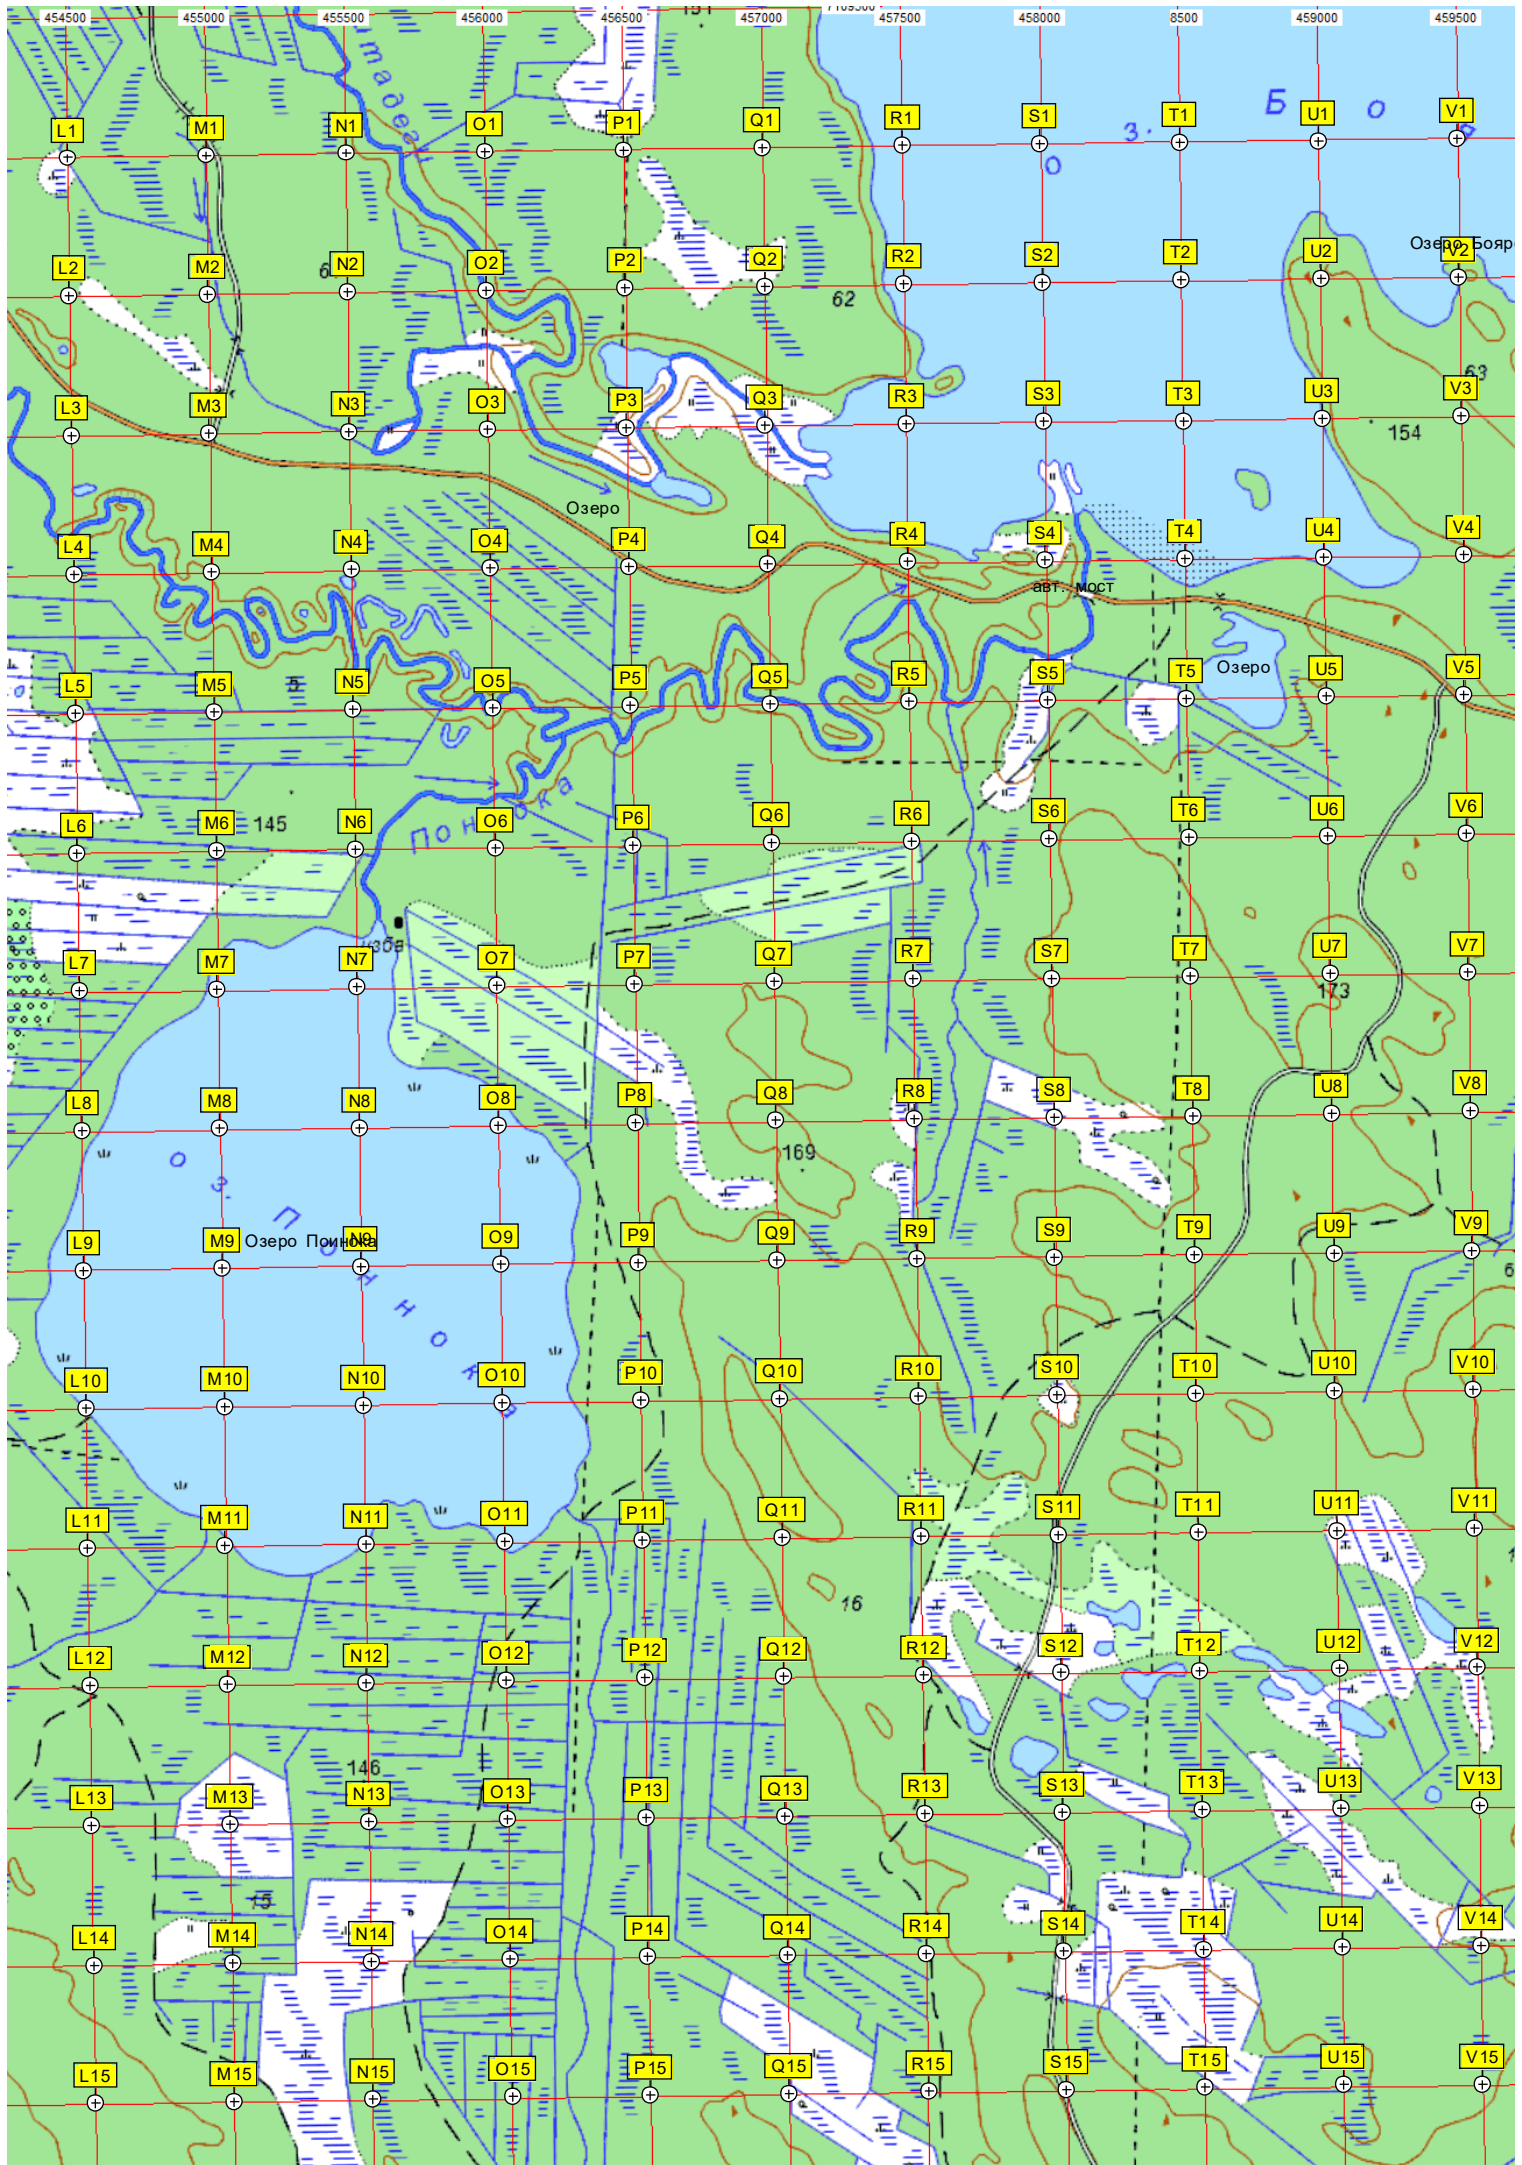 454500 455000 455500 456000 456500 457000 457500 458000 8500 459000 459500
L1 M1 N1 O1 P1 Q1 R1 S1 T1 U1 V1
оз. Бо
L2 M2 N2 O2 P2 Q2 R2 S2 T2 U2 V2
Озеро Бояр
62
63
L3 M3 N3 O3 P3 Q3 R3 S3 T3 U3 V3
154
Озеро
L4 M4 N4 O4 P4 Q4 R4 S4 T4 U4 V4
авт. мост
Озеро
L5 M5 N5 O5 P5 Q5 R5 S5 T5 U5 V5
5
L6 M6 N6 O6 P6 Q6 R6 S6 T6 U6 V6
145
изба
L7 M7 N7 O7 P7 Q7 R7 S7 T7 U7 V7
173
L8 M8 N8 O8 P8 Q8 R8 S8 T8 U8 V8
169
оз. Поннока
L9 M9 N9 O9 P9 Q9 R9 S9 T9 U9 V9
Озеро Поинока
L10 M10 N10 O10 P10 Q10 R10 S10 T10 U10 V10
L11 M11 N11 O11 P11 Q11 R11 S11 T11 U11 V11
16
L12 M12 N12 O12 P12 Q12 R12 S12 T12 U12 V12
146
L13 M13 N13 O13 P13 Q13 R13 S13 T13 U13 V13
15
L14 M14 N14 O14 P14 Q14 R14 S14 T14 U14 V14
L15 M15 N15 O15 P15 Q15 R15 S15 T15 U15 V15